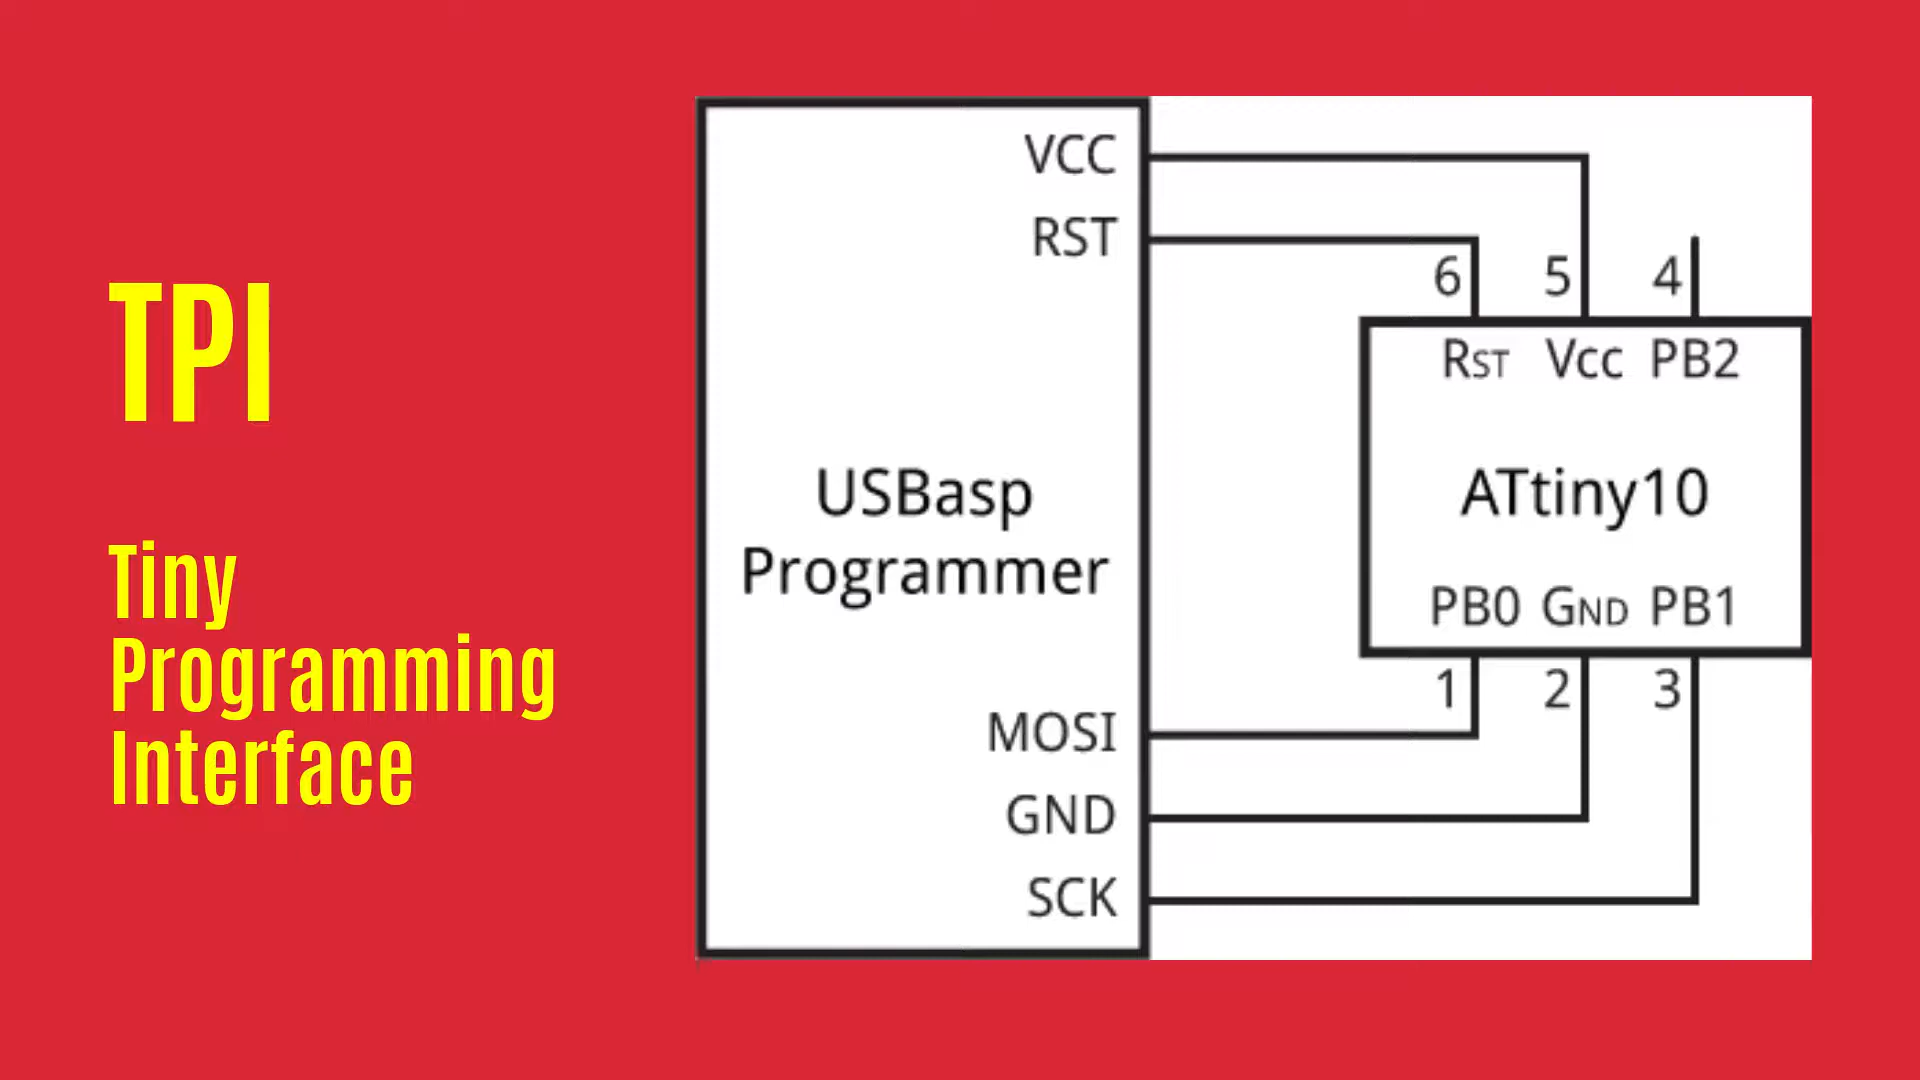 TPI
Tiny
Programming
Interface
VCC
RST
USBasp
Programmer
MOSI
GND
SCK
6 5 4
RST Vcc PB2
ATtiny10
PB0 GND PB1
1 2 3